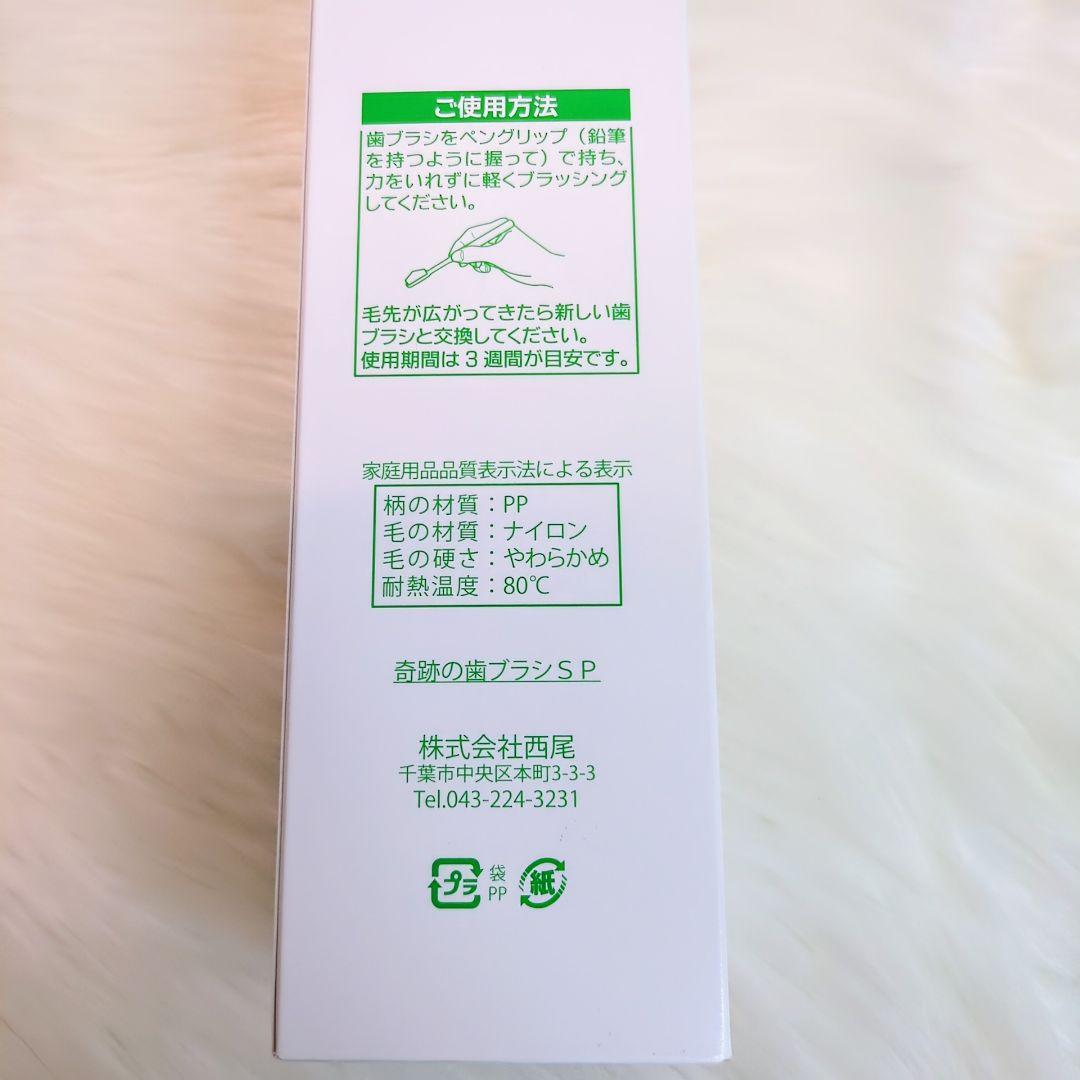 ご使用方法
歯ブラシをペングリップ（鉛筆
を持つように握って）で持ち、
力をいれずに軽くブラッシング
してください。
毛先が広がってきたら新しい歯
ブラシと交換してください。
使用期間は3週間が目安です。
家庭用品品質表示法による表示
柄の材質：PP
毛の材質：ナイロン
毛の硬さ：やわらかめ
耐熱温度：80℃
奇跡の歯ブラシＳＰ
株式会社西尾
千葉市中央区本町3-3-3
Tel.043-224-3231
プラ 袋 紙
PP